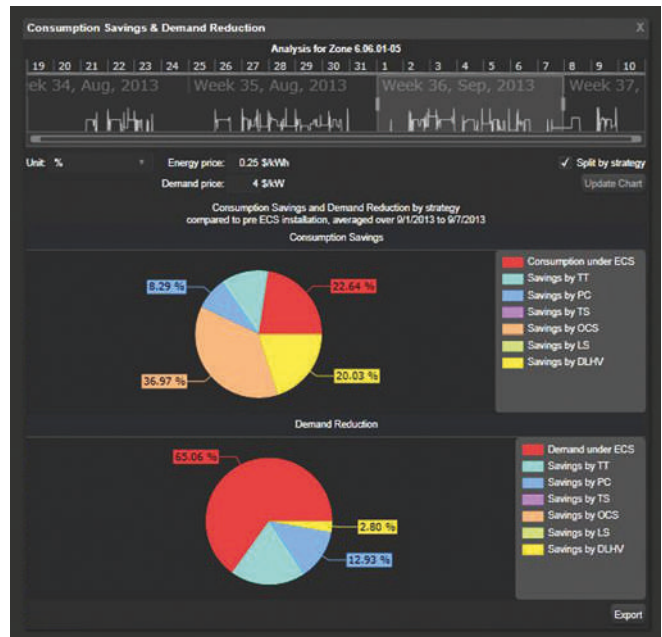 Consumption Savings & Demand Reduction X
Analysis for Zone 6.06.01-05
19 20 21 22 23 24 25 26 27 28 29 30 31 1 2 3 4 5 6 7 8 9 10
ek 34, Aug, 2013 Week 35, Aug, 2013 Week 36, Sep, 2013 Week 37,
Unit: % Energy price: 0.25 $/kWh ✓ Split by strategy
Demand price: 4 $/kW Update Chart
Consumption Savings and Demand Reduction by strategy
compared to pre ECS installation, averaged over 9/1/2013 to 9/7/2013
Consumption Savings
8.29 %
22.64 %
36.97 %
20.03 %
Consumption under ECS
Savings by TT
Savings by PC
Savings by TS
Savings by OCS
Savings by LS
Savings by DLHV
Demand Reduction
65.06 %
2.80 %
12.93 %
Demand under ECS
Savings by TT
Savings by PC
Savings by TS
Savings by OCS
Savings by LS
Savings by DLHV
Export